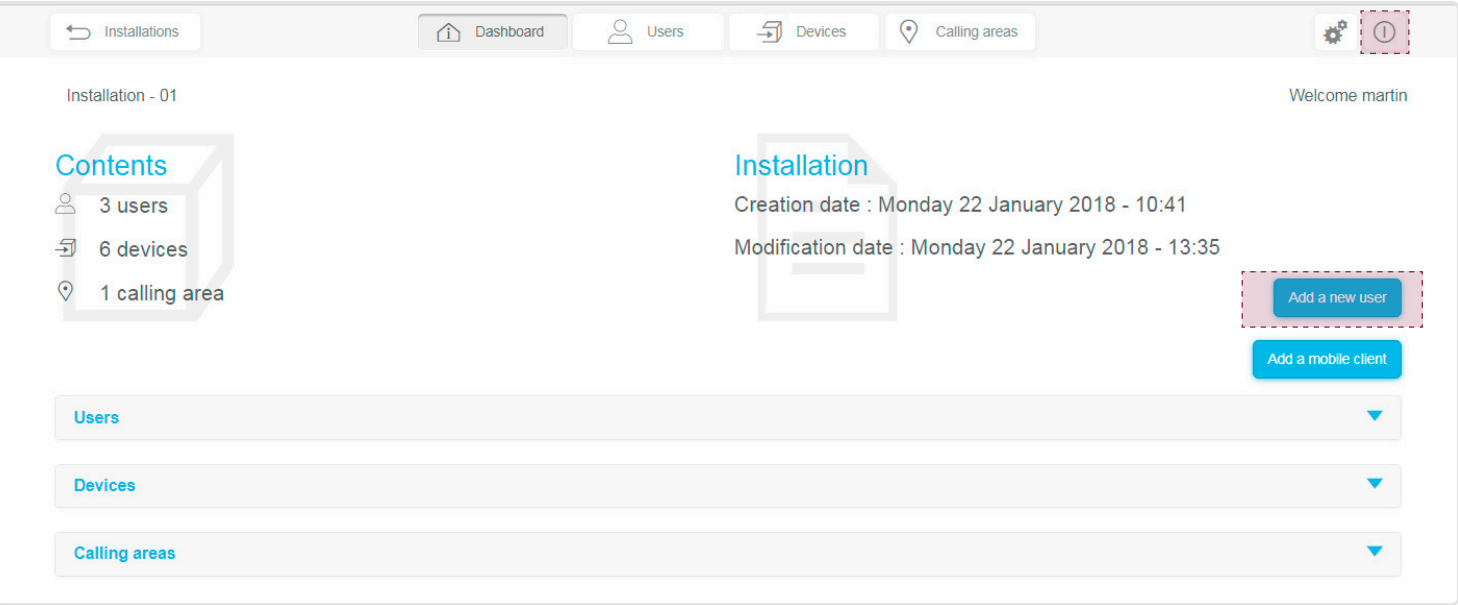 Installations
Dashboard
Users
Devices
Calling areas
Installation - 01
Welcome martin
Contents
3 users
6 devices
1 calling area
Installation
Creation date : Monday 22 January 2018 - 10:41
Modification date : Monday 22 January 2018 - 13:35
Add a new user
Add a mobile client
Users
Devices
Calling areas